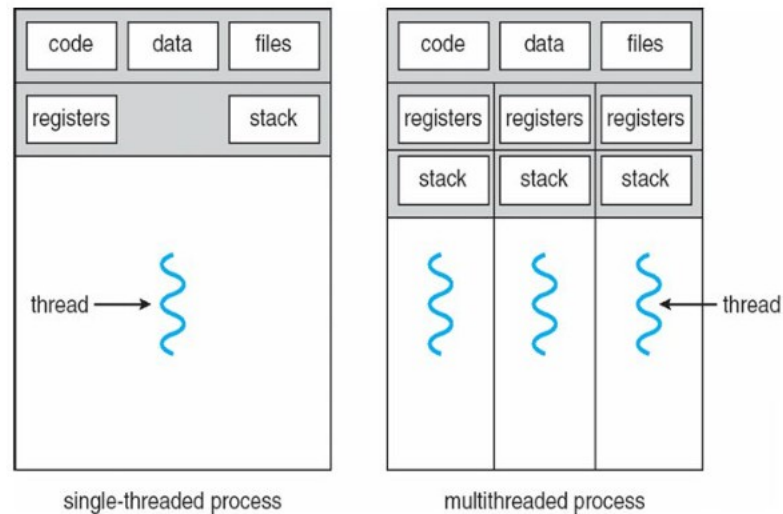 code data files
registers stack
thread
single-threaded process
code data files
registers registers registers
stack stack stack
thread
multithreaded process